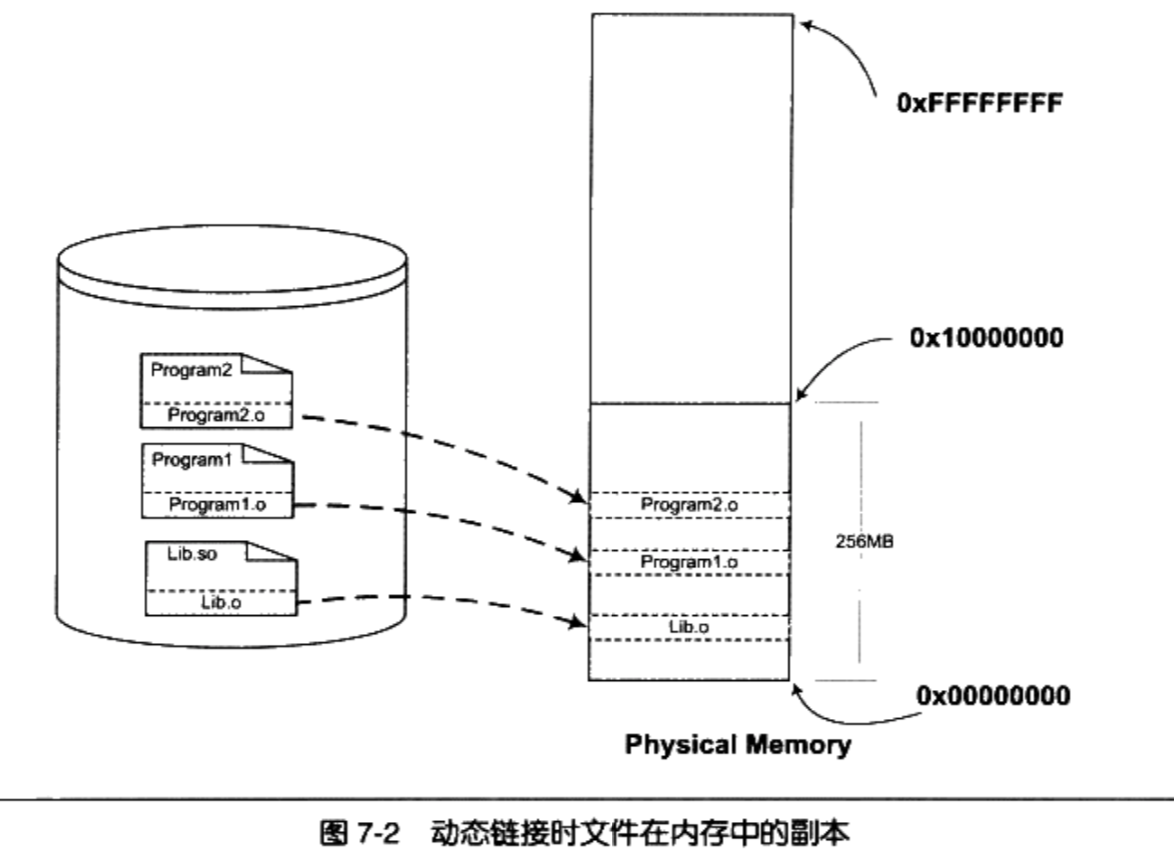 0xFFFFFFFF
0x10000000
Program2
Program2.o
Program1
Program1.o
Lib.so
Lib.o
Program2.o
Program1.o
Lib.o
256MB
0x00000000
Physical Memory
图 7-2 动态链接时文件在内存中的副本